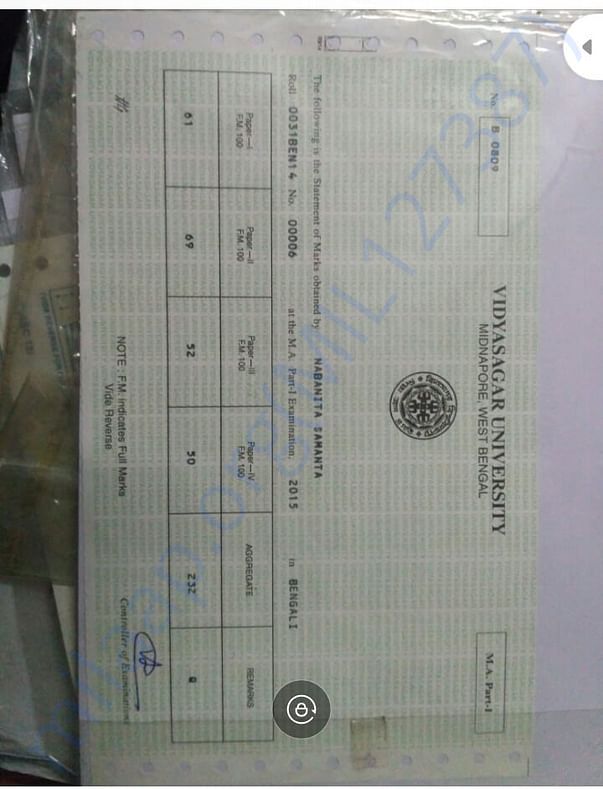 No. B 0809
M.A. Part-I
VIDYASAGAR UNIVERSITY
MIDNAPORE, WEST BENGAL
The following is the Statement of Marks obtained by NABANITA SAMANTA
Roll 0031BEN14 No. 00006 at the M.A. Part-I Examination, 2015 in BENGALI
Paper—I F.M. 100 Paper—II F.M. 100 Paper—III F.M. 100 Paper—IV F.M. 100 AGGREGATE REMARKS
61 69 52 50 232 Q
NOTE : F.M. Indicates Full Marks
Vide Reverse
Controller of Examinations